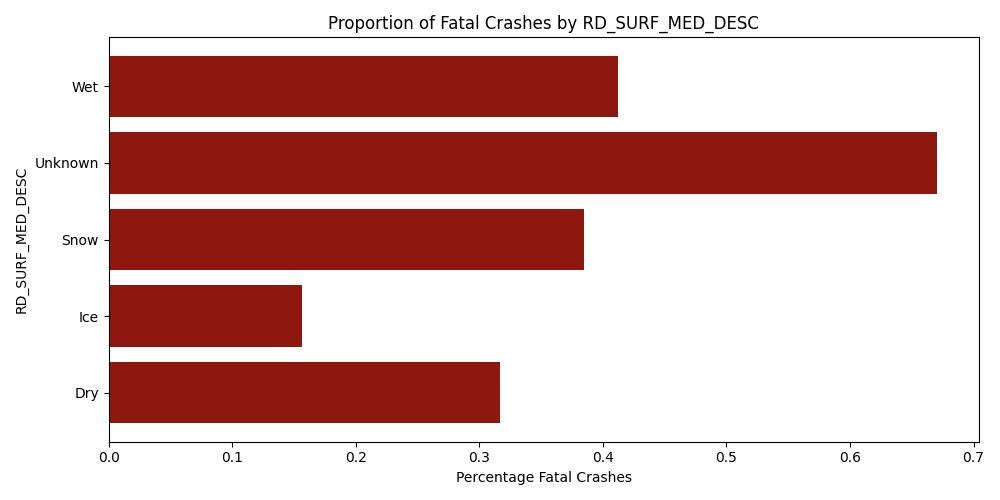 Proportion of Fatal Crashes by RD_SURF_MED_DESC
RD_SURF_MED_DESC
Wet
Unknown
Snow
Ice
Dry
0.0 0.1 0.2 0.3 0.4 0.5 0.6 0.7
Percentage Fatal Crashes